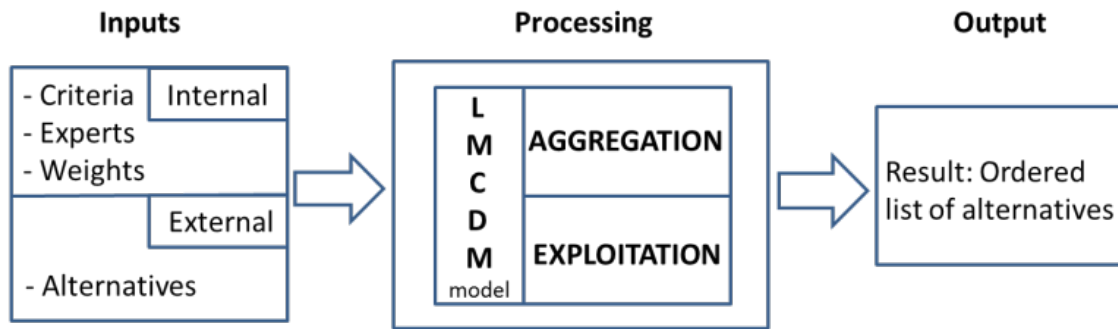 Inputs
Processing
Output
- Criteria
Internal
- Experts
- Weights
External
- Alternatives
L
M
C
D
M
model
AGGREGATION
EXPLOITATION
Result: Ordered
list of alternatives